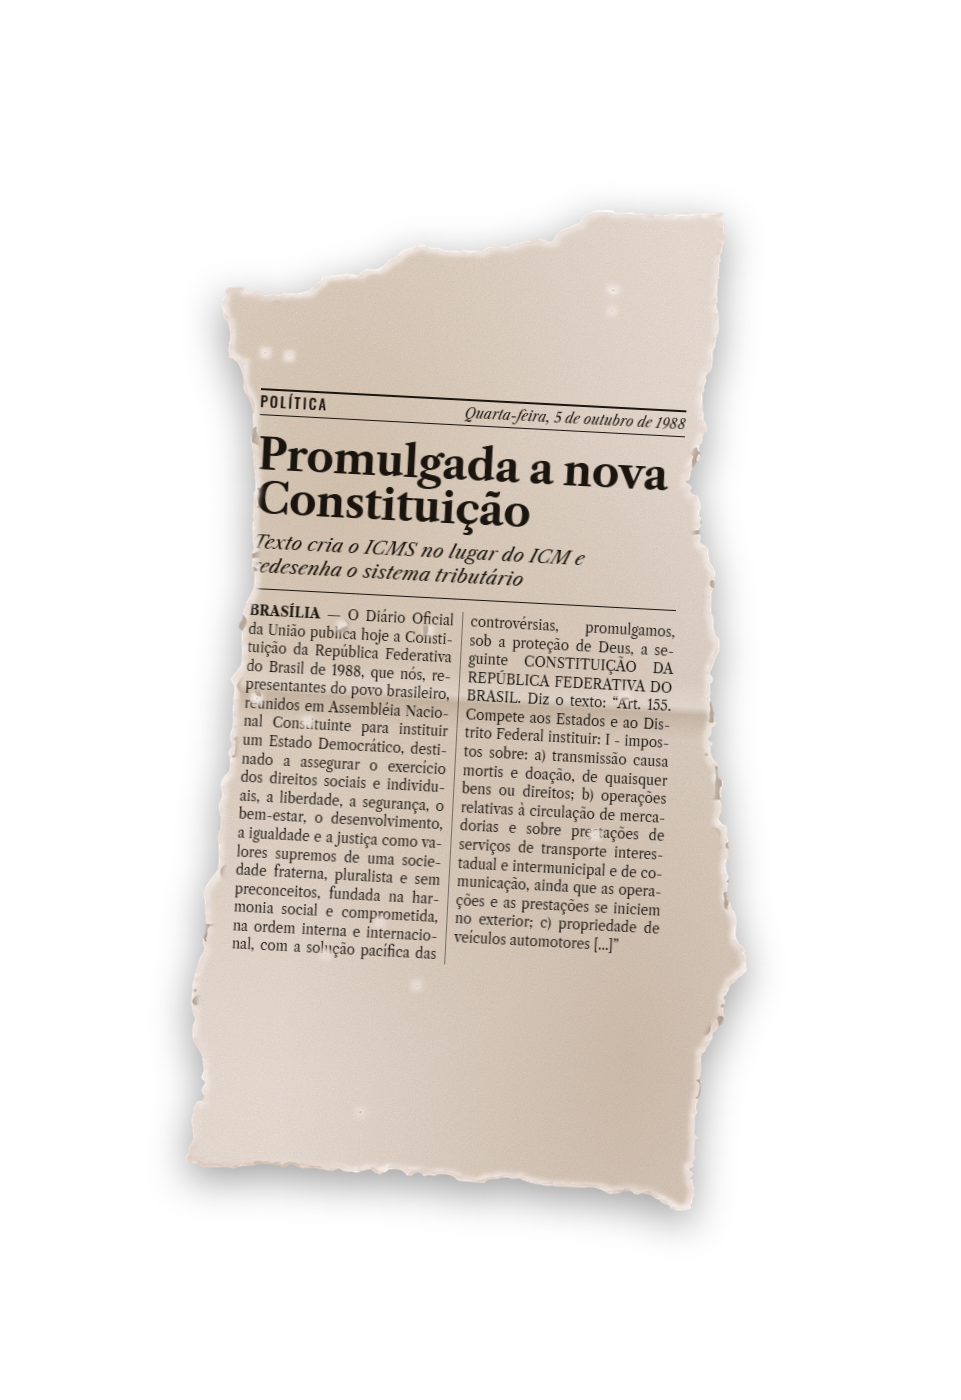 POLÍTICA
Quarta-feira, 5 de outubro de 1988
Promulgada a nova
Constituição
Texto cria o ICMS no lugar do ICM e
redesenha o sistema tributário
BRASÍLIA — O Diário Oficial
da União publica hoje a Consti-
tuição da República Federativa
do Brasil de 1988, que nós, re-
presentantes do povo brasileiro,
reunidos em Assembléia Nacio-
nal Constituinte para instituir
um Estado Democrático, desti-
nado a assegurar o exercício
dos direitos sociais e individu-
ais, a liberdade, a segurança, o
bem-estar, o desenvolvimento,
a igualdade e a justiça como va-
lores supremos de uma socie-
dade fraterna, pluralista e sem
preconceitos, fundada na har-
monia social e comprometida,
na ordem interna e internacio-
nal, com a solução pacífica das
controvérsias, promulgamos,
sob a proteção de Deus, a se-
guinte CONSTITUIÇÃO DA
REPÚBLICA FEDERATIVA DO
BRASIL. Diz o texto: “Art. 155.
Compete aos Estados e ao Dis-
trito Federal instituir: I - impos-
tos sobre: a) transmissão causa
mortis e doação, de quaisquer
bens ou direitos; b) operações
relativas à circulação de merca-
dorias e sobre prestações de
serviços de transporte interes-
tadual e intermunicipal e de co-
municação, ainda que as opera-
ções e as prestações se iniciem
no exterior; c) propriedade de
veículos automotores [...]”